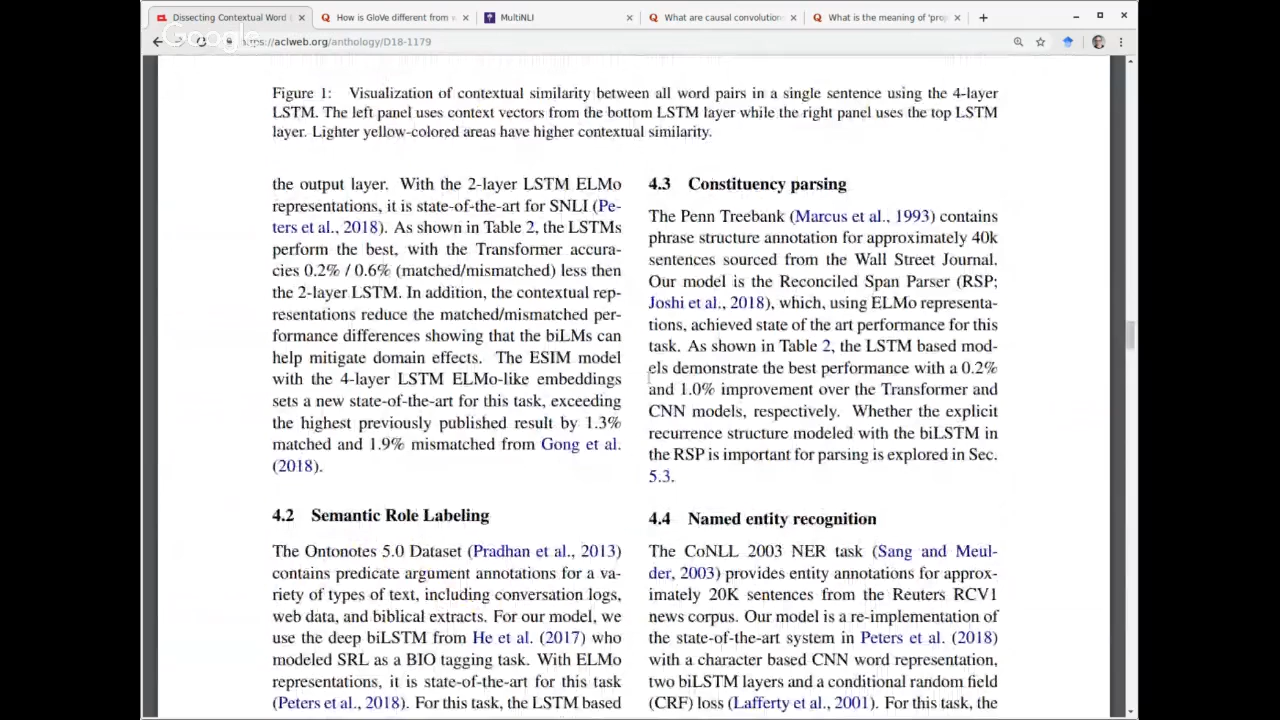 Dissecting Contextual Word
How is GloVe different from
MultiNLI
What are causal convolution
What is the meaning of 'pro
Google
https://aclweb.org/anthology/D18-1179
Figure 1: Visualization of contextual similarity between all word pairs in a single sentence using the 4-layer
LSTM. The left panel uses context vectors from the bottom LSTM layer while the right panel uses the top LSTM
layer. Lighter yellow-colored areas have higher contextual similarity.
the output layer. With the 2-layer LSTM ELMo
representations, it is state-of-the-art for SNLI (Pe-
ters et al., 2018). As shown in Table 2, the LSTMs
perform the best, with the Transformer accura-
cies 0.2% / 0.6% (matched/mismatched) less then
the 2-layer LSTM. In addition, the contextual rep-
resentations reduce the matched/mismatched per-
formance differences showing that the biLMs can
help mitigate domain effects. The ESIM model
with the 4-layer LSTM ELMo-like embeddings
sets a new state-of-the-art for this task, exceeding
the highest previously published result by 1.3%
matched and 1.9% mismatched from Gong et al.
(2018).
4.2 Semantic Role Labeling
The Ontonotes 5.0 Dataset (Pradhan et al., 2013)
contains predicate argument annotations for a va-
riety of types of text, including conversation logs,
web data, and biblical extracts. For our model, we
use the deep biLSTM from He et al. (2017) who
modeled SRL as a BIO tagging task. With ELMo
representations, it is state-of-the-art for this task
(Peters et al., 2018). For this task, the LSTM based
4.3 Constituency parsing
The Penn Treebank (Marcus et al., 1993) contains
phrase structure annotation for approximately 40k
sentences sourced from the Wall Street Journal.
Our model is the Reconciled Span Parser (RSP;
Joshi et al., 2018), which, using ELMo representa-
tions, achieved state of the art performance for this
task. As shown in Table 2, the LSTM based mod-
els demonstrate the best performance with a 0.2%
and 1.0% improvement over the Transformer and
CNN models, respectively. Whether the explicit
recurrence structure modeled with the biLSTM in
the RSP is important for parsing is explored in Sec.
5.3.
4.4 Named entity recognition
The CoNLL 2003 NER task (Sang and Meul-
der, 2003) provides entity annotations for approx-
imately 20K sentences from the Reuters RCV1
news corpus. Our model is a re-implementation of
the state-of-the-art system in Peters et al. (2018)
with a character based CNN word representation,
two biLSTM layers and a conditional random field
(CRF) loss (Lafferty et al., 2001). For this task, the